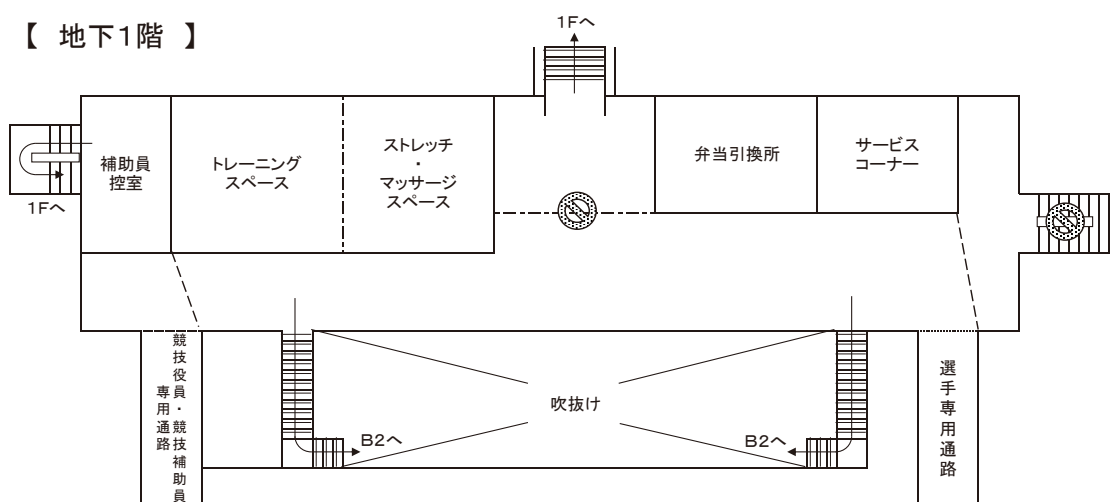 【 地下1階 】
1Fへ
補助員
控室
トレーニング
スペース
ストレッチ
・
マッサージ
スペース
弁当引換所
サービス
コーナー
1Fへ
競技役員・競技補助員
専用通路
吹抜け
B2へ
B2へ
選手専用通路